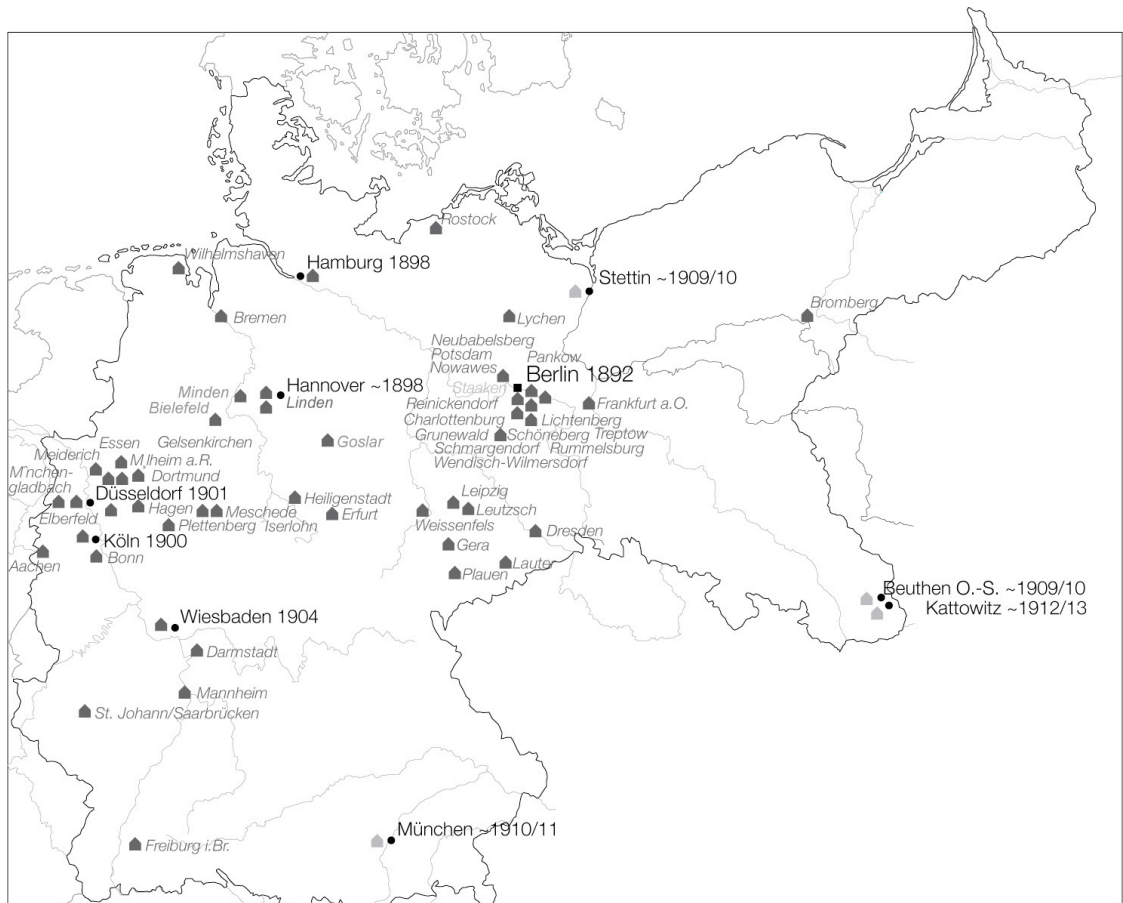 Rostock
Wilhelmshaven
Hamburg 1898
Stettin ~1909/10
Bromberg
Bremen
Lychen
Neubabelsberg
Potsdam
Pankow
Nowawes
Berlin 1892
Staaken
Hannover ~1898
Minden
Linden
Bielefeld
Reinickendorf
Frankfurt a.O.
Charlottenburg
Lichtenberg
Grunewald
Schöneberg
Treptow
Schmargendorf
Rummelsburg
Wendisch-Wilmersdorf
Essen
Gelsenkirchen
Goslar
Meiderich
M lheim a.R.
M nchen-
gladbach
Dortmund
Düsseldorf 1901
Heiligenstadt
Leipzig
Elberfeld
Hagen
Meschede
Erfurt
Leutzsch
Plettenberg
Iserlohn
Weissenfels
Dresden
Köln 1900
Gera
Aachen
Bonn
Lauter
Plauen
Beuthen O.-S. ~1909/10
Kattowitz ~1912/13
Wiesbaden 1904
Darmstadt
Mannheim
St. Johann/Saarbrücken
München ~1910/11
Freiburg i.Br.